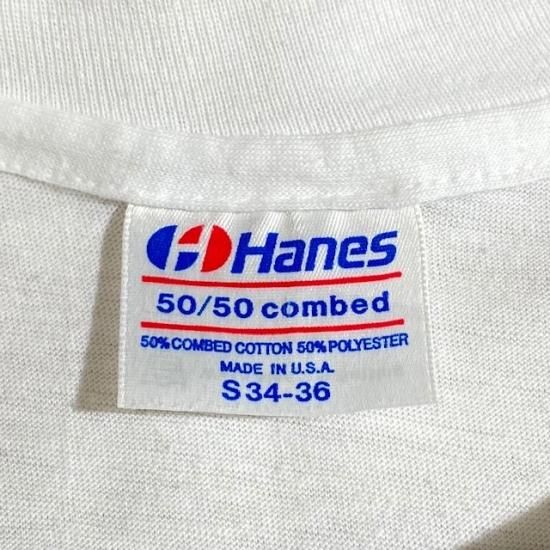 Hanes
50/50 combed
50% COMBED COTTON 50% POLYESTER
MADE IN U.S.A.
S 34-36